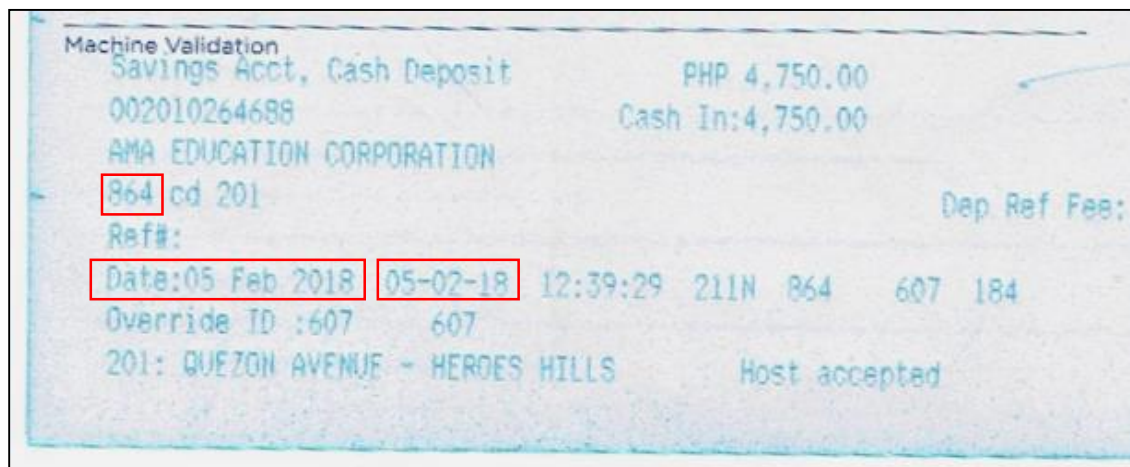 Machine Validation
Savings Acct, Cash Deposit PHP 4,750.00
002010264688 Cash In:4,750.00
AMA EDUCATION CORPORATION
864 cd 201 Dep Ref Fee:
Ref#:
Date:05 Feb 2018 05-02-18 12:39:29 211N 864 607 184
Override ID :607 607
201: QUEZON AVENUE - HEROES HILLS Host accepted